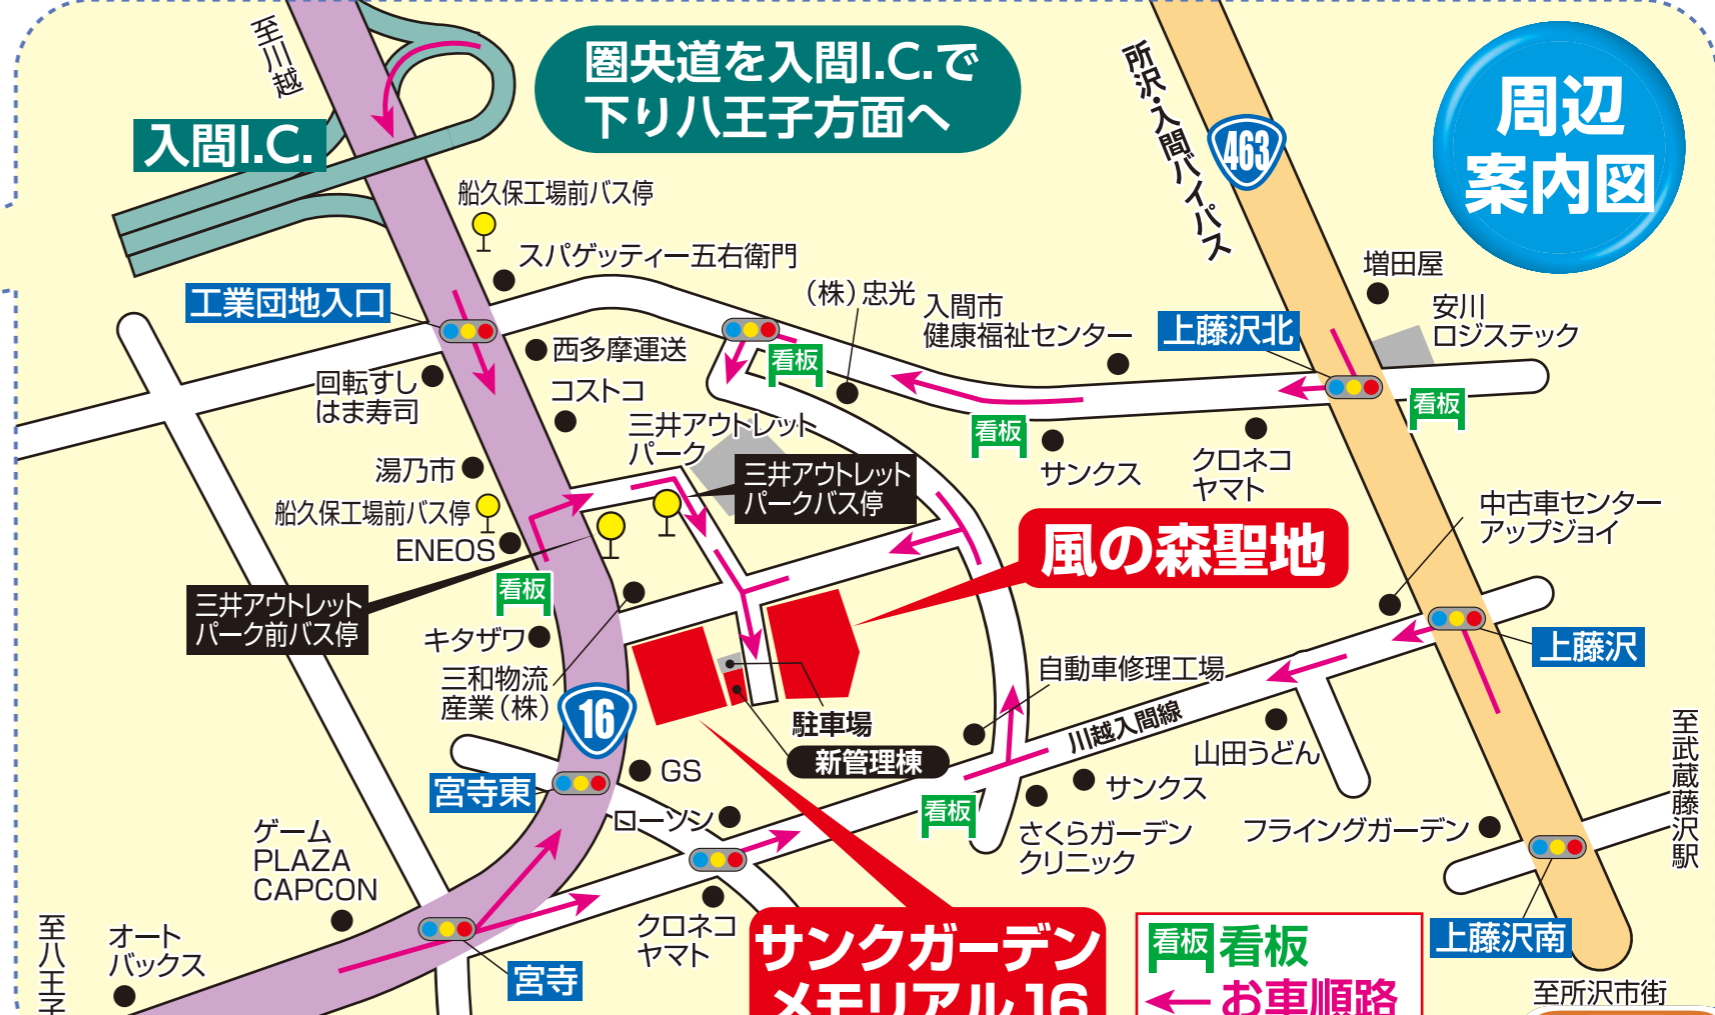 至川越
圏央道を入間I.C.で
下り八王子方面へ
所沢・入間バイパス
463
周辺
案内図
入間I.C.
船久保工場前バス停
スパゲッティー五右衛門
増田屋
工業団地入口
(株)忠光
入間市
健康福祉センター
上藤沢北
安川
ロジステック
西多摩運送
看板
回転すし
はま寿司
コストコ
看板
三井アウトレット
パーク
看板
サンクス
クロネコ
ヤマト
湯乃市
三井アウトレット
パークバス停
船久保工場前バス停
中古車センター
アップジョイ
ENEOS
風の森聖地
看板
三井アウトレット
パーク前バス停
キタザワ
上藤沢
三和物流
産業(株)
自動車修理工場
16
駐車場
川越入間線
新管理棟
山田うどん
至武蔵藤沢駅
GS
宮寺東
サンクス
看板
ローソン
さくらガーデン
クリニック
フライングガーデン
ゲーム
PLAZA
CAPCON
至八王子
オート
バックス
クロネコ
ヤマト
宮寺
サンクガーデン
メモリアル16
看板
看板
お車順路
上藤沢南
至所沢市街